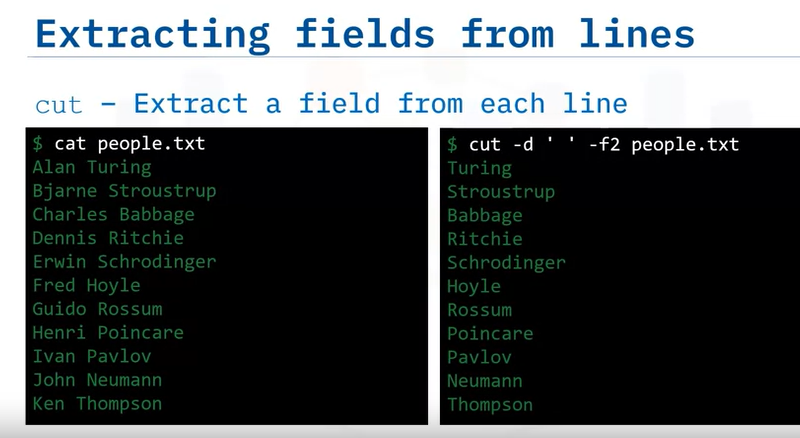 Extracting fields from lines
cut – Extract a field from each line
$ cat people.txt
Alan Turing
Bjarne Stroustrup
Charles Babbage
Dennis Ritchie
Erwin Schrodinger
Fred Hoyle
Guido Rossum
Henri Poincare
Ivan Pavlov
John Neumann
Ken Thompson
$ cut -d ' ' -f2 people.txt
Turing
Stroustrup
Babbage
Ritchie
Schrodinger
Hoyle
Rossum
Poincare
Pavlov
Neumann
Thompson